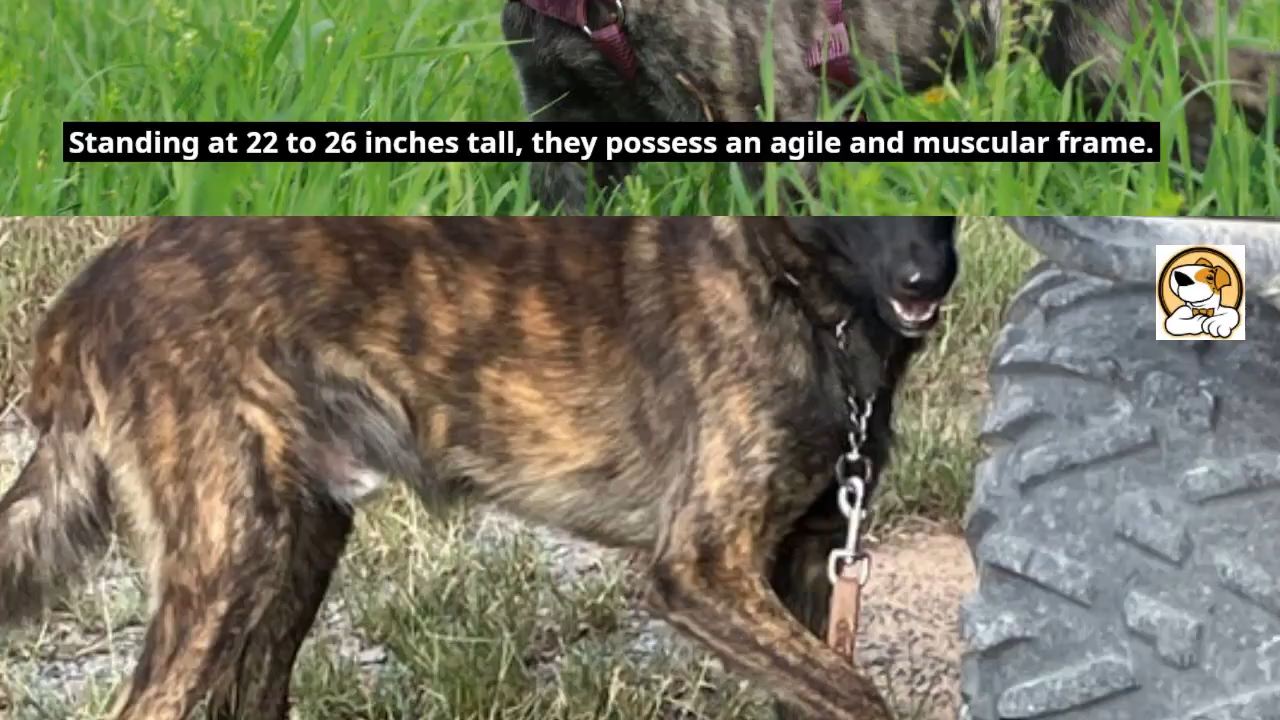 Standing at 22 to 26 inches tall, they possess an agile and muscular frame.